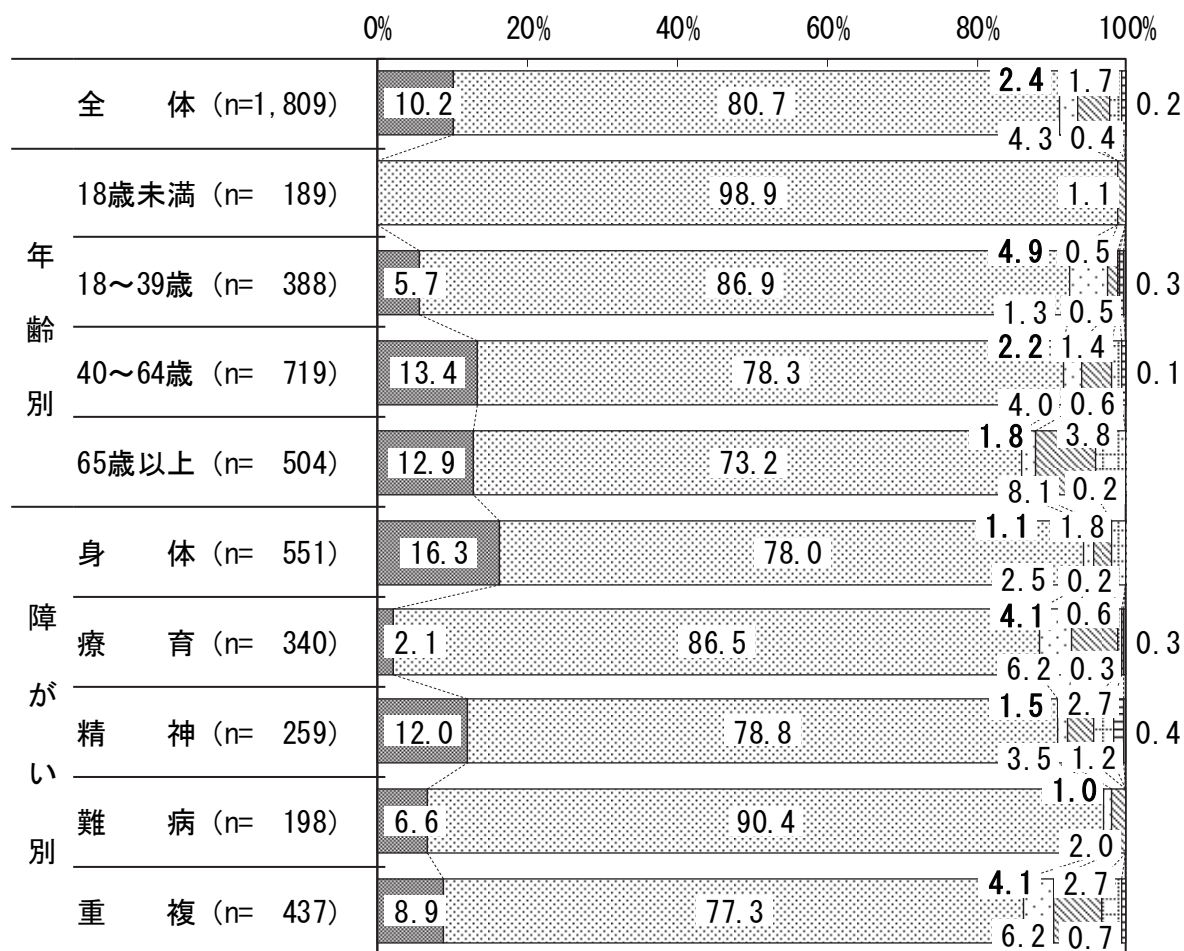 0% 20% 40% 60% 80% 100%
全　体（n=1,809） 10.2 80.7 2.4 4.3 1.7 0.4 0.2
年齢別
18歳未満（n= 189） 98.9 1.1
18～39歳（n= 388） 5.7 86.9 4.9 1.3 0.5 0.5 0.3
40～64歳（n= 719） 13.4 78.3 2.2 4.0 1.4 0.6 0.1
65歳以上（n= 504） 12.9 73.2 1.8 8.1 3.8 0.2
障がい別
身　体（n= 551） 16.3 78.0 1.1 2.5 1.8 0.2
療　育（n= 340） 2.1 86.5 4.1 6.2 0.6 0.3 0.3
精　神（n= 259） 12.0 78.8 1.5 3.5 2.7 1.2 0.4
難　病（n= 198） 6.6 90.4 1.0 2.0
重　複（n= 437） 8.9 77.3 4.1 6.2 2.7 0.7